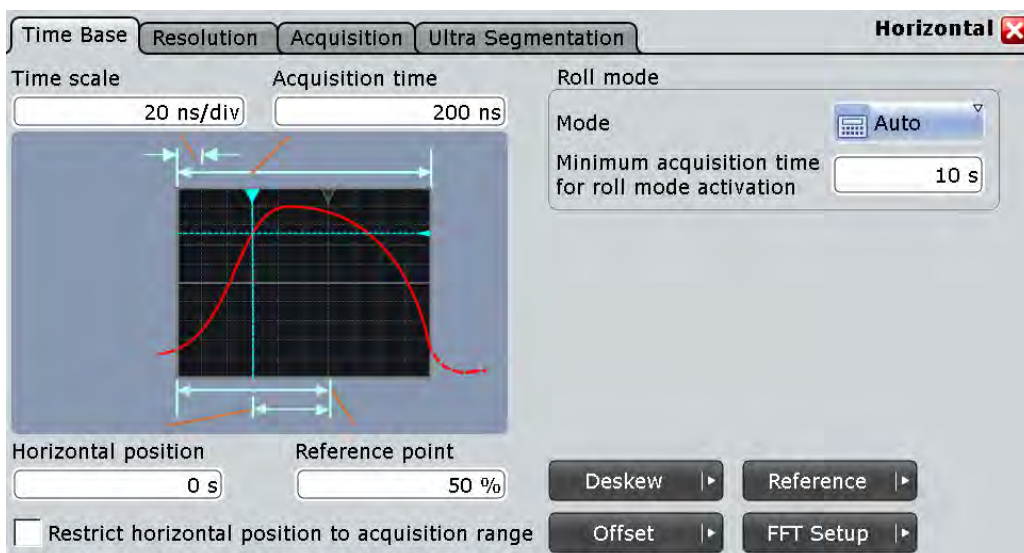 Time Base Resolution Acquisition Ultra Segmentation Horizontal
Time scale Acquisition time
20 ns/div 200 ns
Roll mode
Mode Auto
Minimum acquisition time
for roll mode activation
10 s
Horizontal position Reference point
0 s 50 %
Restrict horizontal position to acquisition range
Deskew Reference
Offset FFT Setup